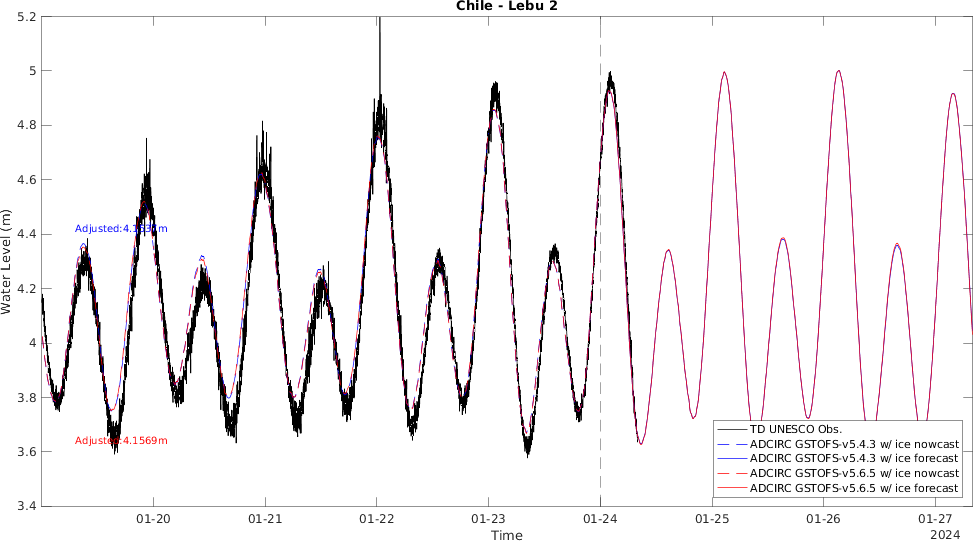 Chile - Lebu 2
5.2
5
4.8
4.6
4.4
4.2
4
3.8
3.6
3.4
Water Level (m)
Adjusted:4.1569m
TD UNESCO Obs.
ADCIRC GSTOFS-v5.4.3 w/ ice nowcast
ADCIRC GSTOFS-v5.4.3 w/ ice forecast
ADCIRC GSTOFS-v5.6.5 w/ ice nowcast
ADCIRC GSTOFS-v5.6.5 w/ ice forecast
01-20
01-21
01-22
01-23
01-24
01-25
01-26
01-27
Time
2024